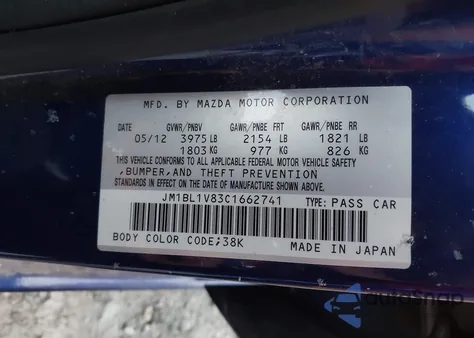 MFD. BY MAZDA MOTOR CORPORATION
DATE GVWR/PNBV GAWR/PNBE FRT GAWR/PNBE RR
05/12 3975 LB 2154 LB 1821 LB
1803 KG 977 KG 826 KG
THIS VEHICLE CONFORMS TO ALL APPLICABLE FEDERAL MOTOR VEHICLE SAFETY
,BUMPER,AND THEFT PREVENTION
STANDARDS IN EFFECT ON THE DATE OF MANUFACTURE SHOWN ABOVE.
JM1BL1V83C1662741 TYPE: PASS CAR
BODY COLOR CODE;38K MADE IN JAPAN
autosnap